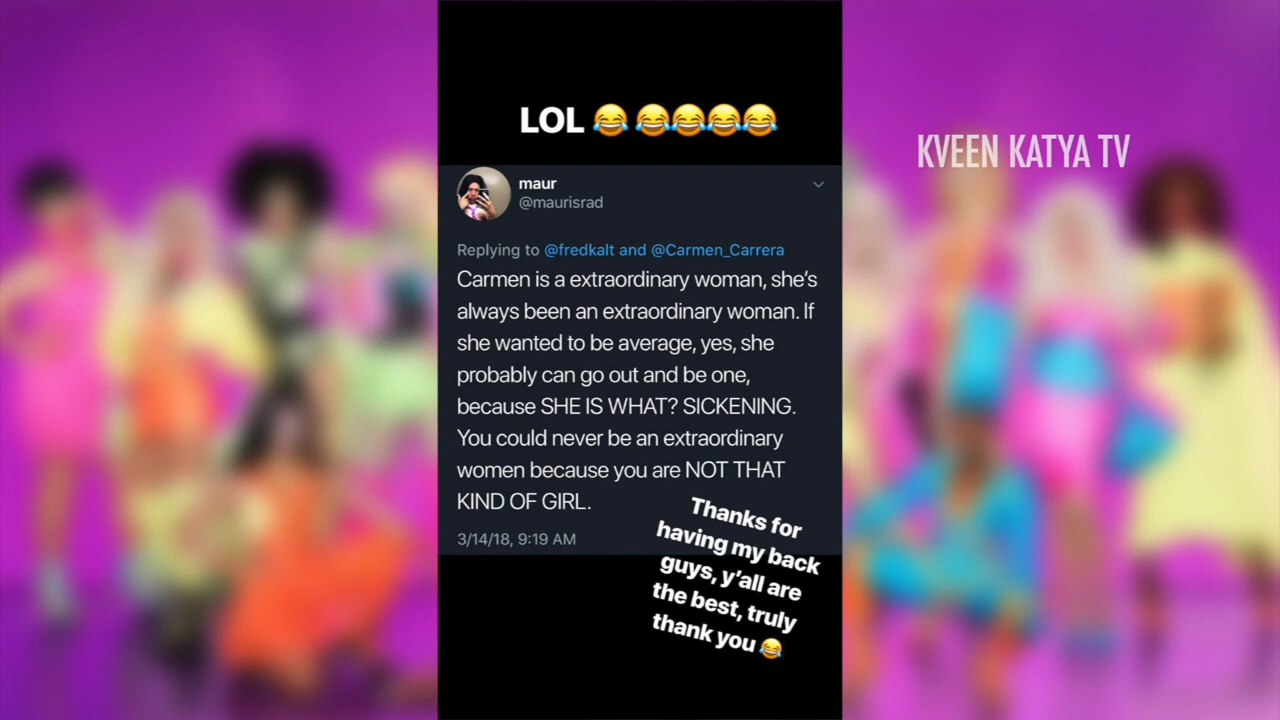 LOL 😂 😂😂😂😂
KVEEN KATYA TV
maur
@maurisrad
Replying to @fredkalt and @Carmen_Carrera
Carmen is a extraordinary woman, she’s
always been an extraordinary woman. If
she wanted to be average, yes, she
probably can go out and be one,
because SHE IS WHAT? SICKENING.
You could never be an extraordinary
women because you are NOT THAT
KIND OF GIRL.
3/14/18, 9:19 AM
Thanks for
having my back
guys, y’all are
the best, truly
thank you 😂